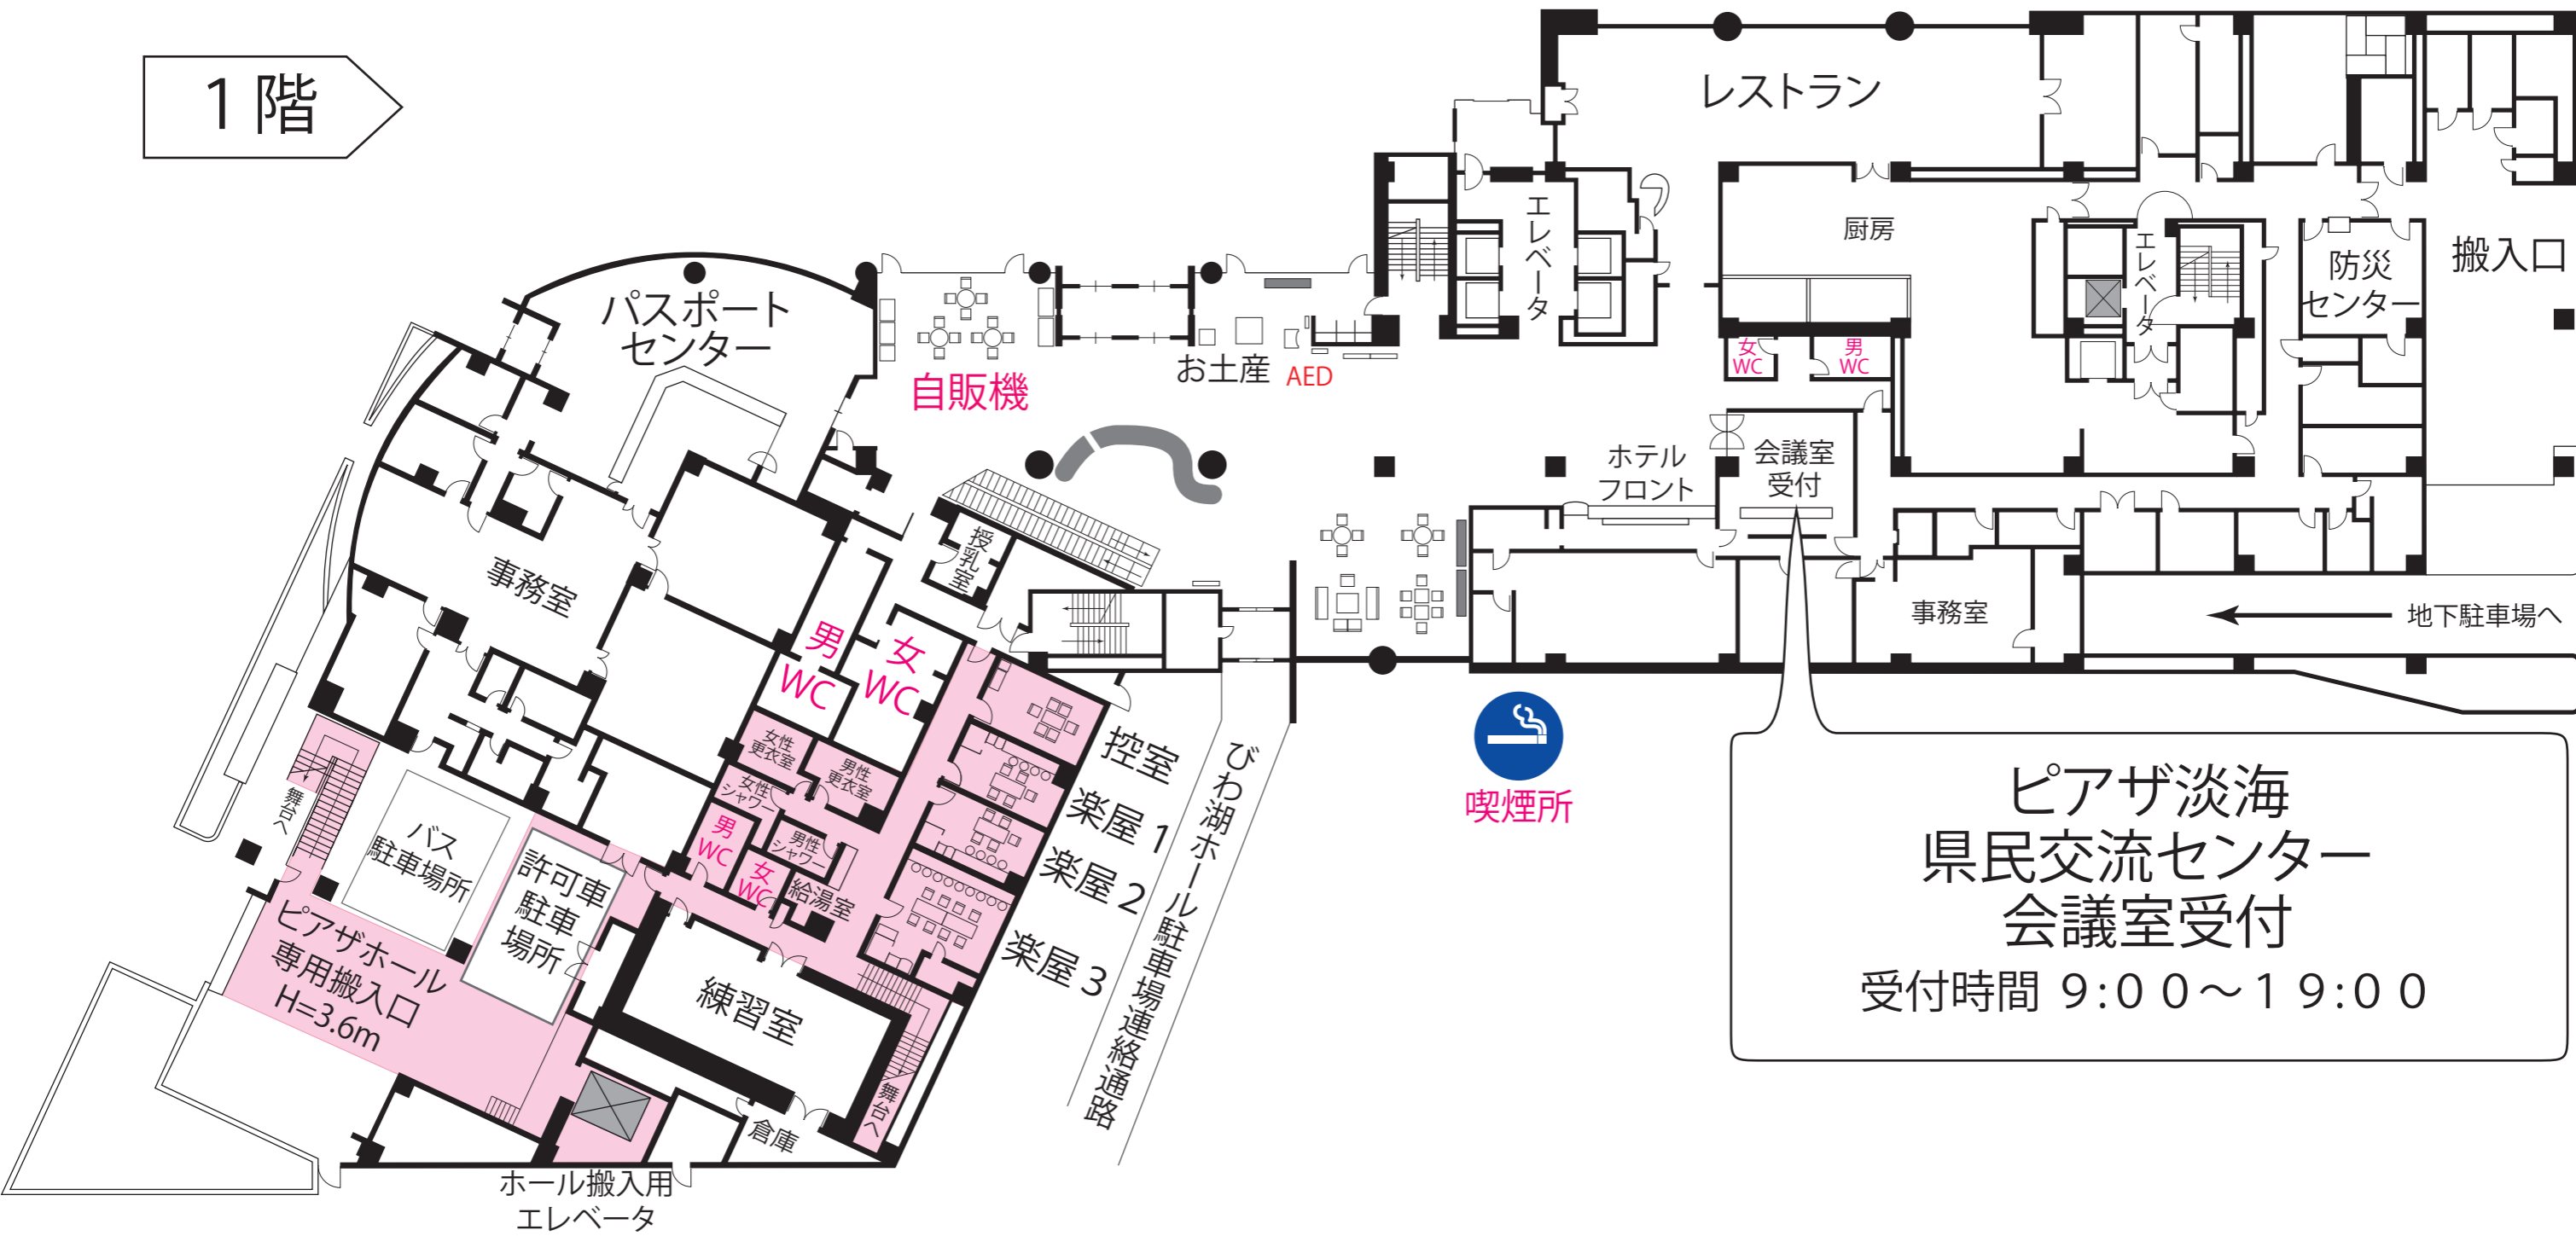 1階
レストラン
エレベータ
厨房
エレベータ
防災
センター
搬入口
パスポート
センター
自販機
お土産
AED
女
WC
男
WC
ホテル
フロント
会議室
受付
授乳室
事務室
事務室
地下駐車場へ
男
WC
女
WC
女性
更衣室
男性
更衣室
女性
シャワー
男性
シャワー
男
WC
女
WC
給湯室
控室
楽屋1
楽屋2
楽屋3
びわ湖ホール駐車場連絡通路
喫煙所
舞台へ
バス
駐車場所
許可車
駐車
場所
ピアザホール
専用搬入口
H=3.6m
練習室
舞台へ
倉庫
ホール搬入用
エレベータ
ピアザ淡海
県民交流センター
会議室受付
受付時間 9:00～19:00